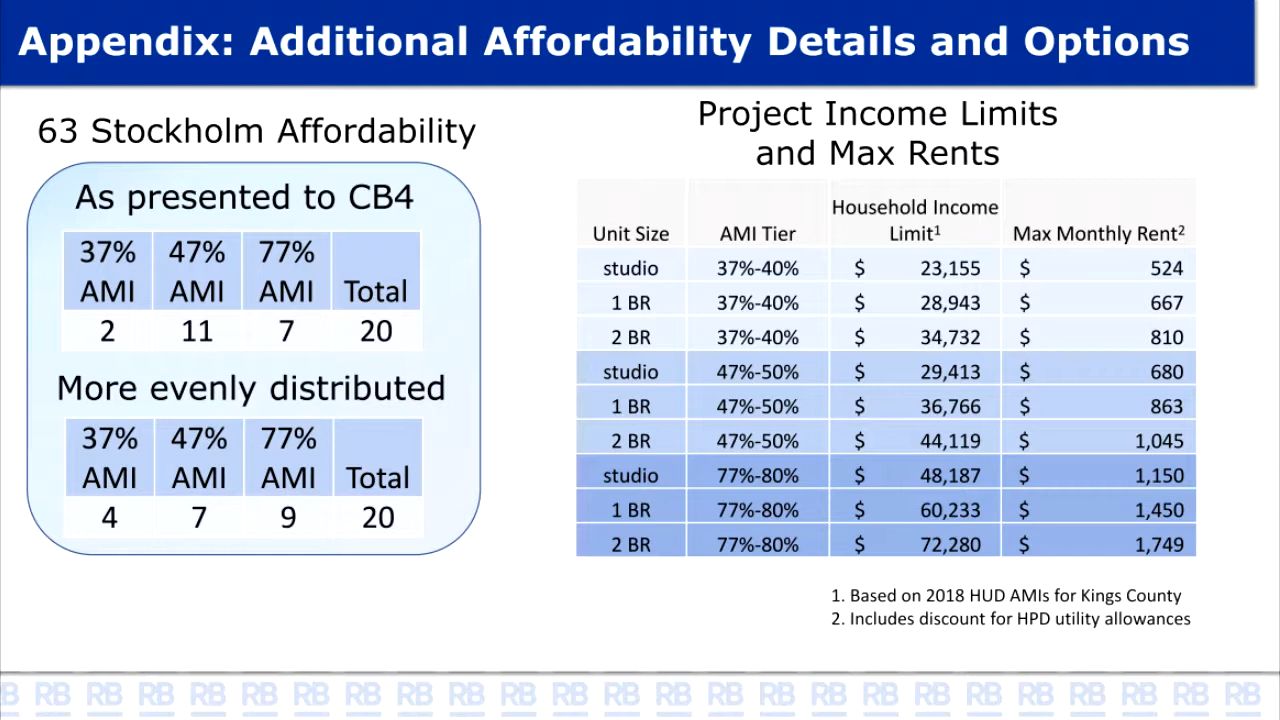 Appendix: Additional Affordability Details and Options
63 Stockholm Affordability
As presented to CB4
37% AMI 47% AMI 77% AMI Total
2 11 7 20
More evenly distributed
37% AMI 47% AMI 77% AMI Total
4 7 9 20
Project Income Limits
and Max Rents
Unit Size AMI Tier Household Income Limit1 Max Monthly Rent2
studio 37%-40% $ 23,155 $ 524
1 BR 37%-40% $ 28,943 $ 667
2 BR 37%-40% $ 34,732 $ 810
studio 47%-50% $ 29,413 $ 680
1 BR 47%-50% $ 36,766 $ 863
2 BR 47%-50% $ 44,119 $ 1,045
studio 77%-80% $ 48,187 $ 1,150
1 BR 77%-80% $ 60,233 $ 1,450
2 BR 77%-80% $ 72,280 $ 1,749
1. Based on 2018 HUD AMIs for Kings County
2. Includes discount for HPD utility allowances
RB RB RB RB RB RB RB RB RB RB RB RB RB RB RB RB RB RB RB RB RB RB RB RB RB